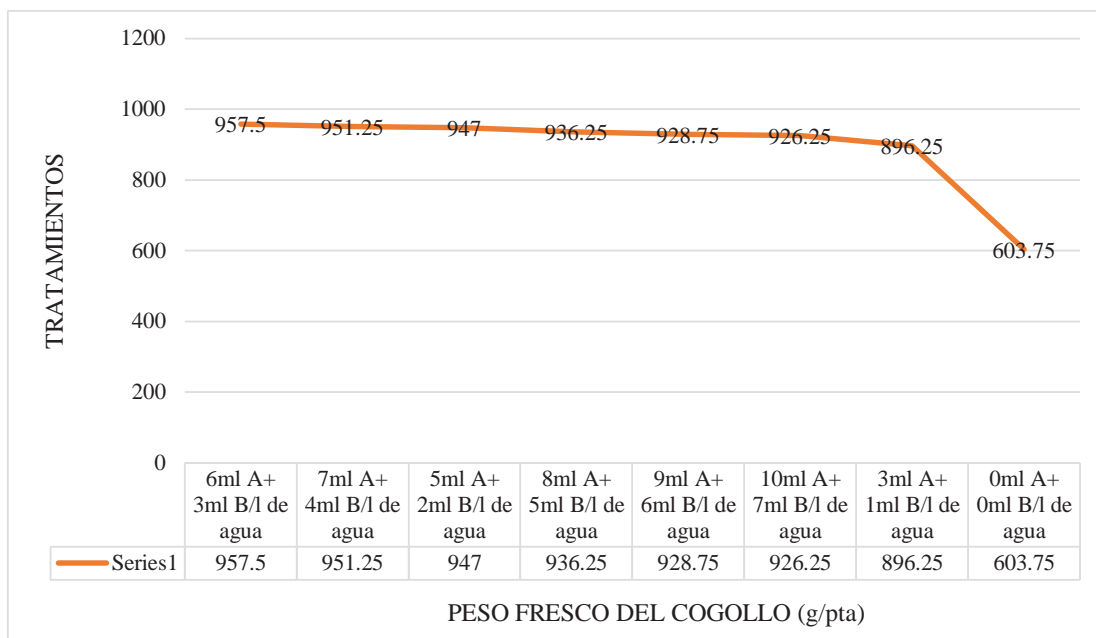 1200
1000
800
600
400
200
0
TRATAMIENTOS
957.5 951.25 947 936.25 928.75 926.25 896.25 603.75
6ml A+ 7ml A+ 5ml A+ 8ml A+ 9ml A+ 10ml A+ 3ml A+ 0ml A+
3ml B/l de 4ml B/l de 2ml B/l de 5ml B/l de 6ml B/l de 7ml B/l de 1ml B/l de 0ml B/l de
agua agua agua agua agua agua agua agua
Series1 957.5 951.25 947 936.25 928.75 926.25 896.25 603.75
PESO FRESCO DEL COGOLLO (g/pta)